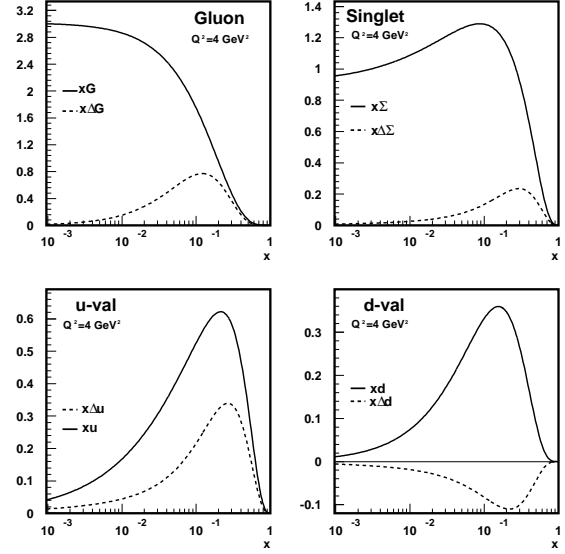 Gluon
Q²=4 GeV²
xG
xΔG
3.2
2.8
2.4
2
1.6
1.2
0.8
0.4
0
10⁻³
10⁻²
10⁻¹
1
x
Singlet
Q²=4 GeV²
xΣ
xΔΣ
1.4
1.2
1
0.8
0.6
0.4
0.2
0
10⁻³
10⁻²
10⁻¹
1
x
u-val
Q²=4 GeV²
xΔu
xu
0.6
0.5
0.4
0.3
0.2
0.1
0
10⁻³
10⁻²
10⁻¹
1
x
d-val
Q²=4 GeV²
xd
xΔd
0.3
0.2
0.1
0
-0.1
10⁻³
10⁻²
10⁻¹
1
x